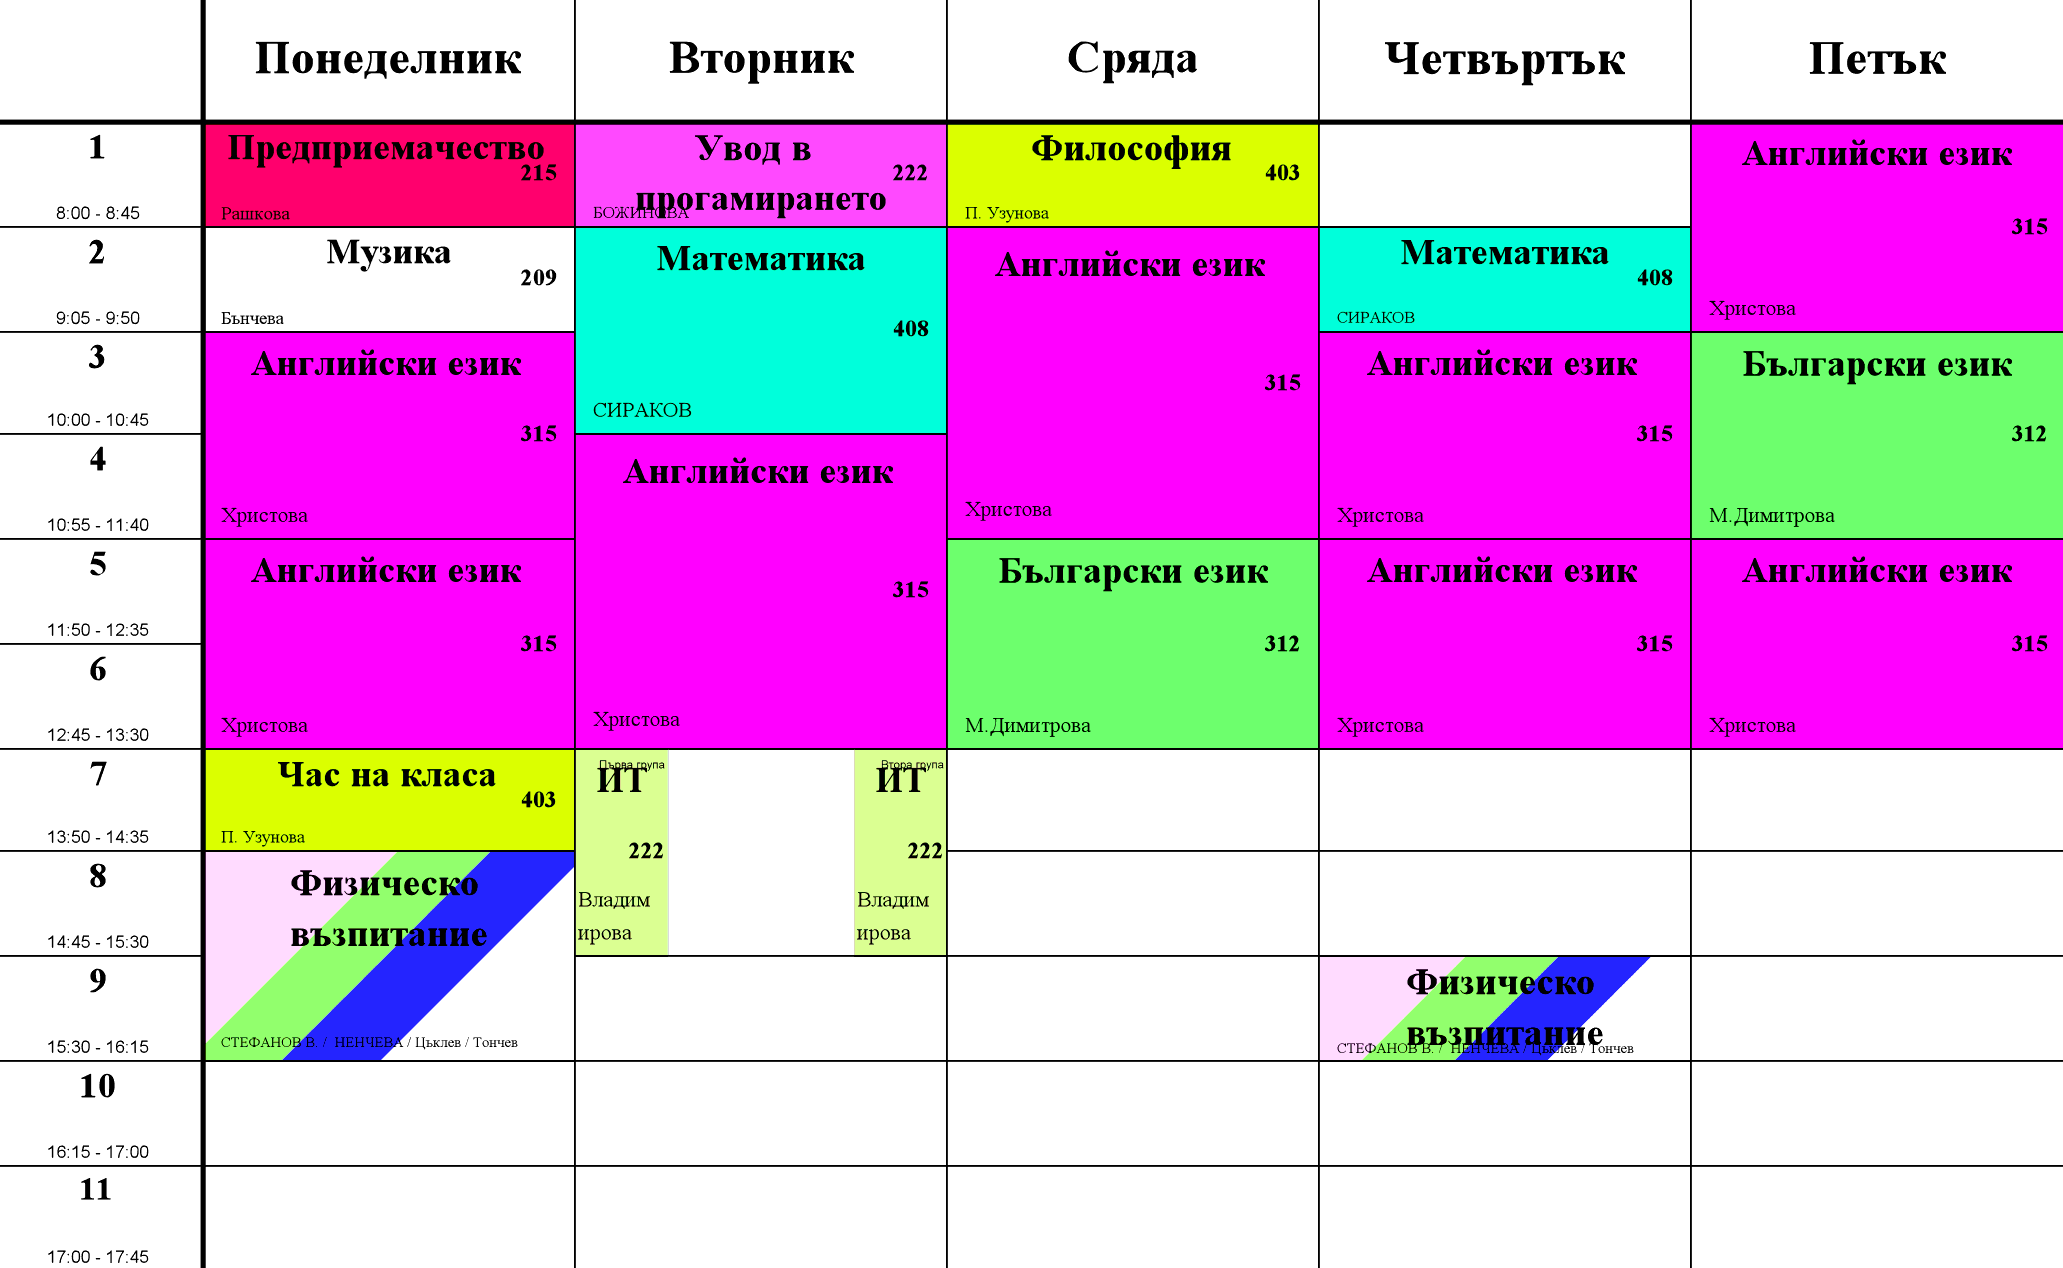 Понеделник
Вторник
Сряда
Четвъртък
Петък
1
8:00 - 8:45
Предприемачество
215
Рашкова
Увод в
прогамирането
222
БОЖИНОВА
Философия
403
П. Узунова
Английски език
315
Христова
2
9:05 - 9:50
Музика
209
Бънчева
Математика
408
СИРАКОВ
Английски език
315
Христова
Математика
408
СИРАКОВ
3
10:00 - 10:45
Английски език
315
Христова
Английски език
315
Христова
Български език
312
М.Димитрова
4
10:55 - 11:40
Английски език
315
Христова
5
11:50 - 12:35
Английски език
315
Христова
Български език
312
М.Димитрова
Английски език
315
Христова
Английски език
315
Христова
6
12:45 - 13:30
7
13:50 - 14:35
Час на класа
403
П. Узунова
Първа група
ИТ
222
Владим
ирова
Втора група
ИТ
222
Владим
ирова
8
14:45 - 15:30
Физическо
възпитание
СТЕФАНОВ В. / НЕНЧЕВА / Цъклев / Тончев
9
15:30 - 16:15
Физическо
възпитание
СТЕФАНОВ В. / НЕНЧЕВА / Цъклев / Тончев
10
16:15 - 17:00
11
17:00 - 17:45